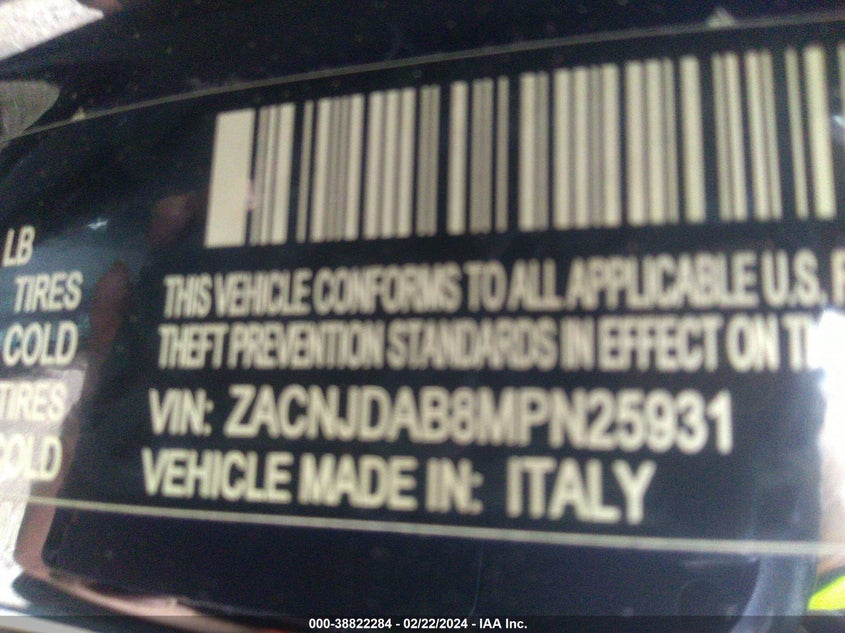 LB
TIRES
COLD
TIRES
COLD
THIS VEHICLE CONFORMS TO ALL APPLICABLE U.S.
THEFT PREVENTION STANDARDS IN EFFECT ON
VIN: ZACNJDAB8MPN25931
VEHICLE MADE IN: ITALY
000-38822284 - 02/22/2024 - IAA Inc.